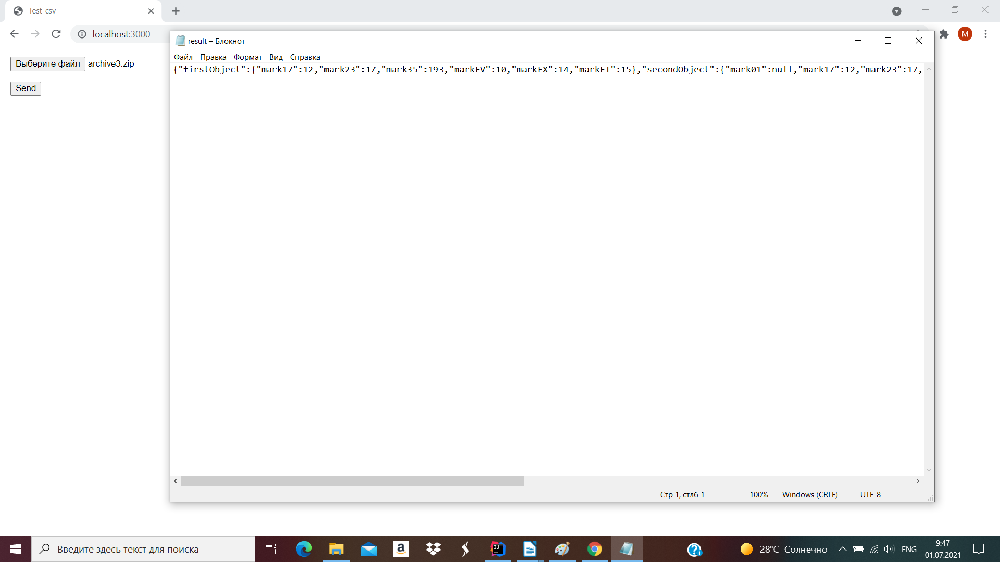 Test-csv
localhost:3000
M
Выберите файл archive3.zip
Send
result – Блокнот
Файл Правка Формат Вид Справка
{"firstObject":{"mark17":12,"mark23":17,"mark35":193,"markFV":10,"markFX":14,"markFT":15},"secondObject":{"mark01":null,"mark17":12,"mark23":17,
Стр 1, стлб 1 100% Windows (CRLF) UTF-8
Введите здесь текст для поиска
a
IJ
28°C Солнечно
ENG
9:47
01.07.2021